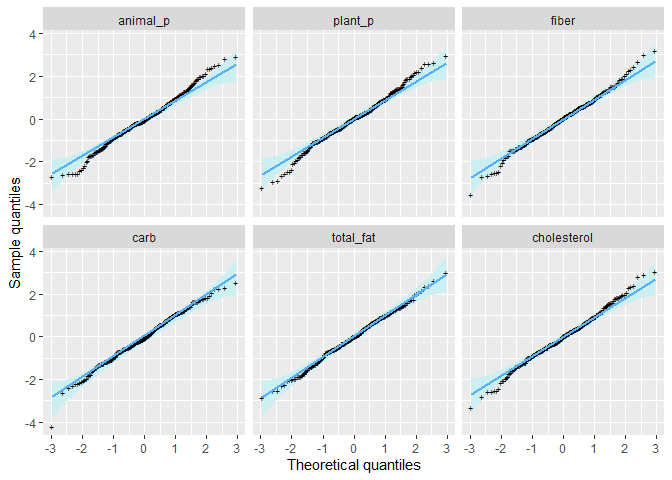 animal_p plant_p fiber
4
2
0
-2
-4
carb total_fat cholesterol
4
2
0
-2
-4
Sample quantiles
-3 -2 -1 0 1 2 3 -3 -2 -1 0 1 2 3 -3 -2 -1 0 1 2 3
Theoretical quantiles